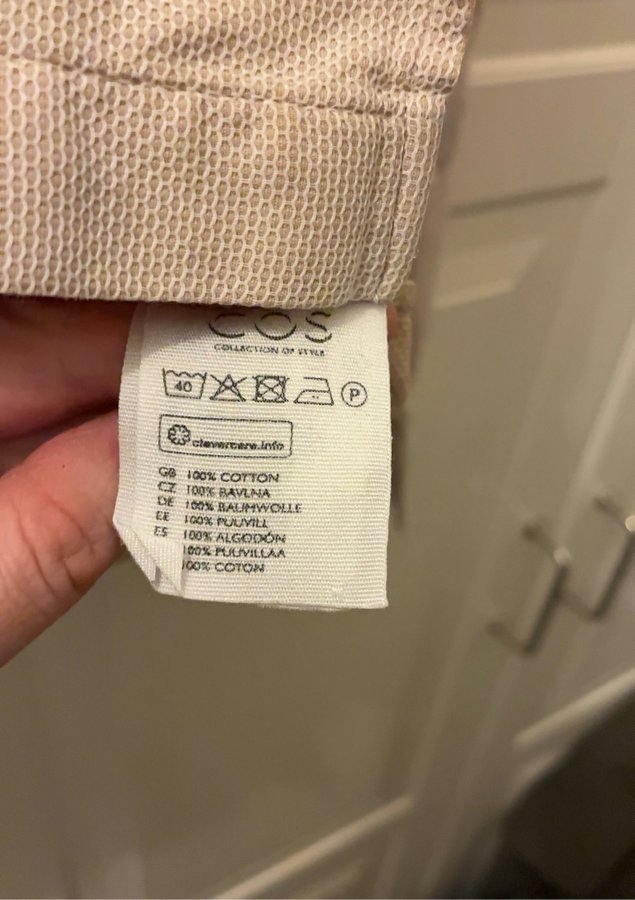 COS
COLLECTION OF STYLE
40 P
clevercare.info
GB 100% COTTON
CZ 100% BAVLNA
DE 100% BAUMWOLLE
EE 100% PUUVILL
ES 100% ALGODÓN
100% PUUVILLAA
100% COTON